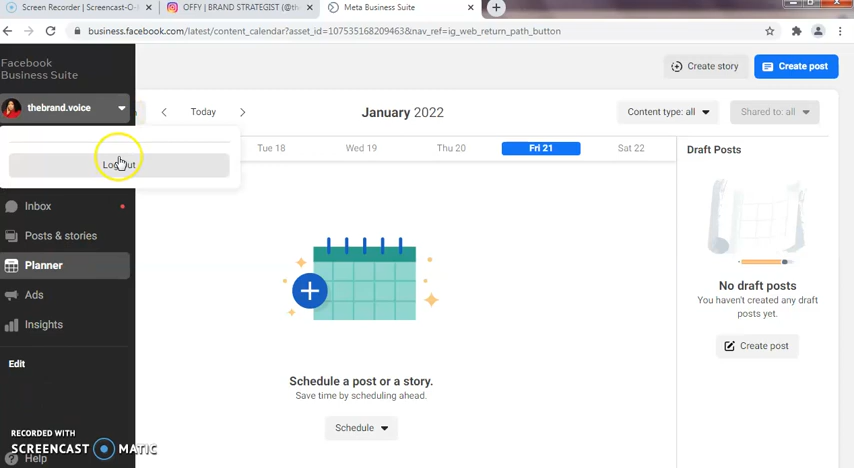 Screen Recorder | Screencast-O-
OFFY | BRAND STRATEGIST (@th
Meta Business Suite
business.facebook.com/latest/content_calendar?asset_id=107535168209463&nav_ref=ig_web_return_path_button
Facebook
Business Suite
Create story
Create post
thebrand.voice
Today
January 2022
Content type: all
Shared to: all
Tue 18
Wed 19
Thu 20
Fri 21
Sat 22
Draft Posts
Inbox
Posts & stories
Planner
Ads
Insights
Edit
No draft posts
You haven't created any draft
posts yet.
Create post
Schedule a post or a story.
Save time by scheduling ahead.
Schedule
RECORDED WITH
SCREENCAST MATIC
Help